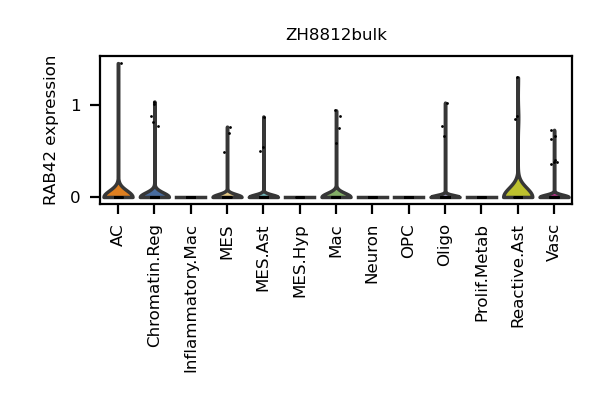 ZH8812bulk
RAB42 expression
1
0
AC
Chromatin.Reg
Inflammatory.Mac
MES
MES.Ast
MES.Hyp
Mac
Neuron
OPC
Oligo
Prolif.Metab
Reactive.Ast
Vasc